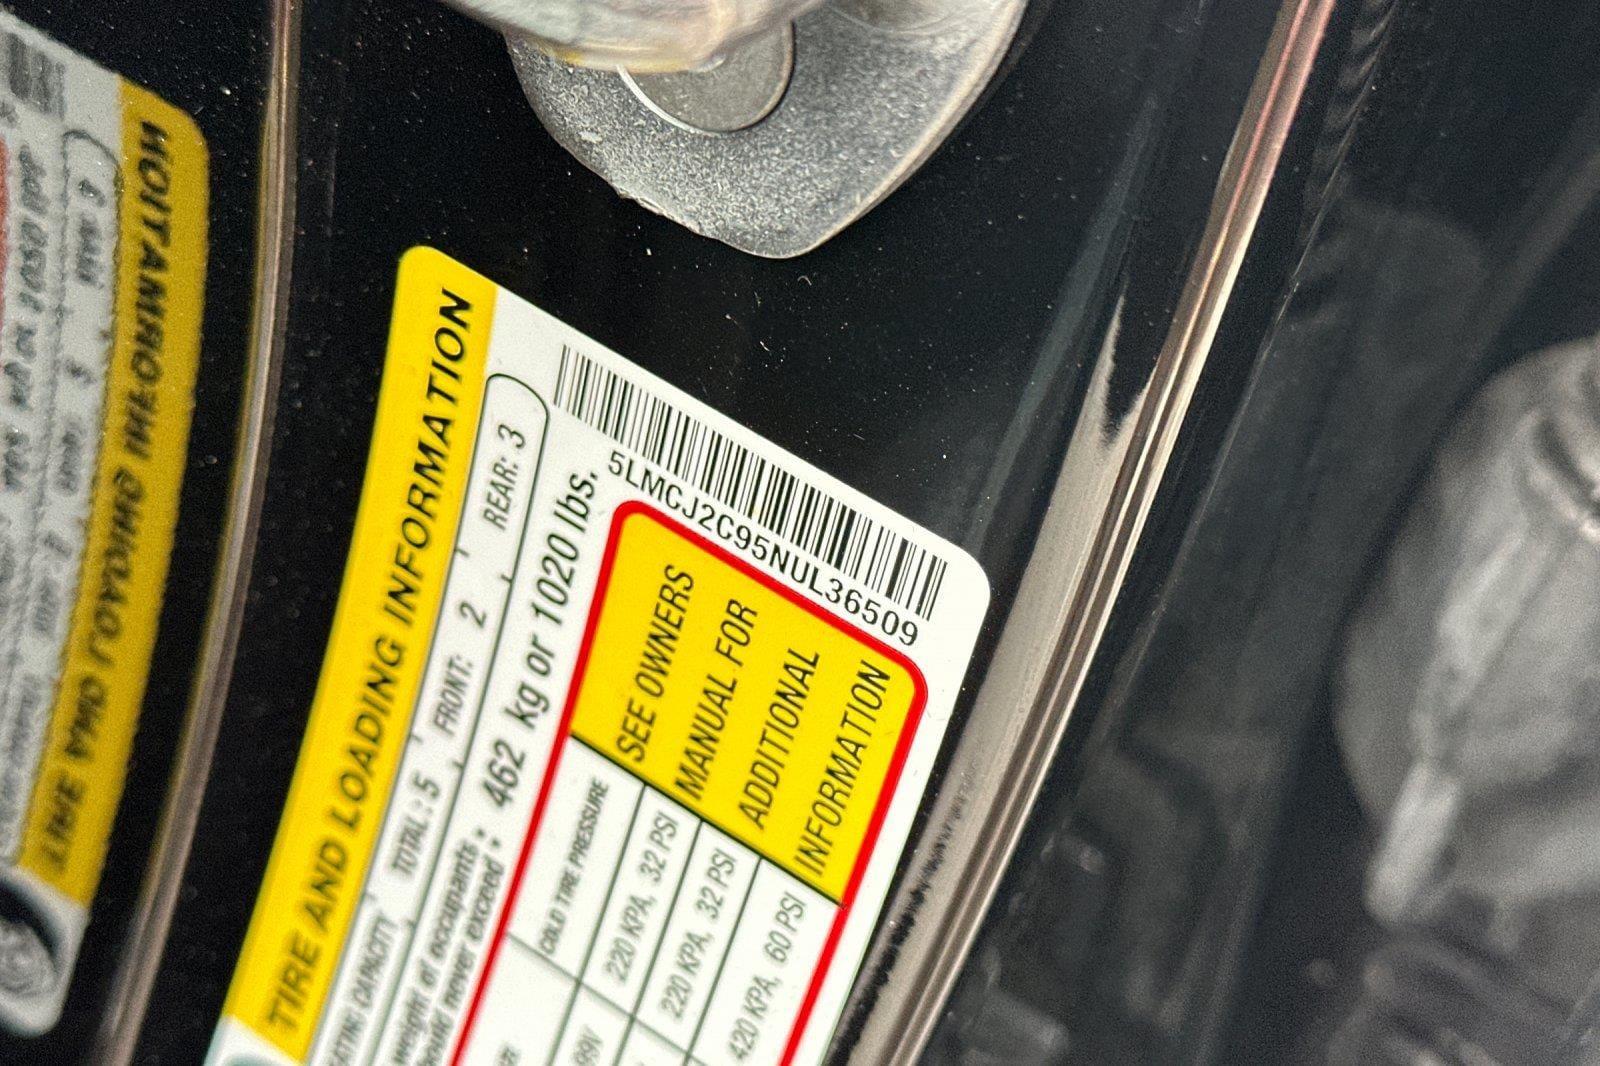 TIRE AND LOADING INFORMATION
TOTAL: 5 FRONT: 2 REAR: 3
462 kg or 1020 lbs.
5LMCJ2C95NUL36509
COLD TIRE PRESSURE
220 KPA, 32 PSI
220 KPA, 32 PSI
420 KPA, 60 PSI
SEE OWNERS
MANUAL FOR
ADDITIONAL
INFORMATION